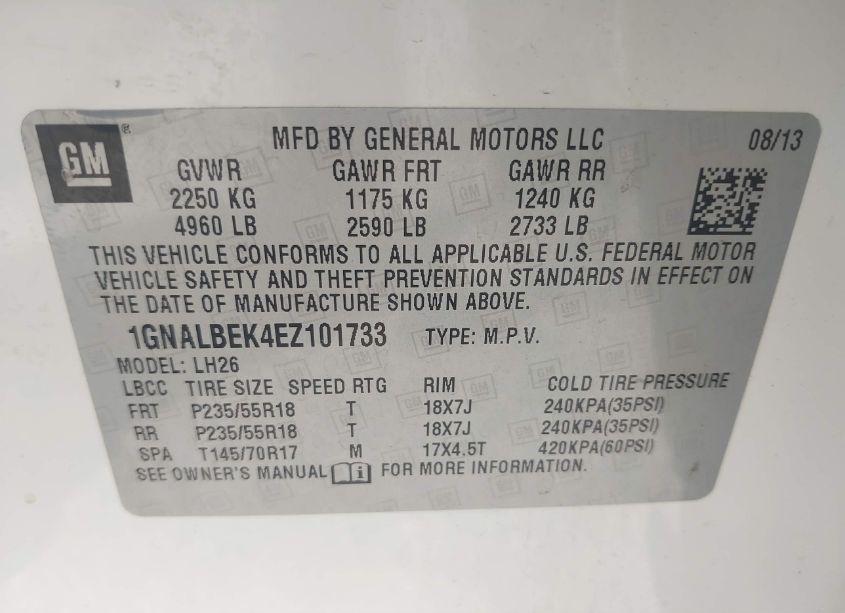 GM® MFD BY GENERAL MOTORS LLC 08/13
GVWR GAWR FRT GAWR RR
2250 KG 1175 KG 1240 KG
4960 LB 2590 LB 2733 LB
THIS VEHICLE CONFORMS TO ALL APPLICABLE U.S. FEDERAL MOTOR
VEHICLE SAFETY AND THEFT PREVENTION STANDARDS IN EFFECT ON
THE DATE OF MANUFACTURE SHOWN ABOVE.
1GNALBEK4EZ101733 TYPE: M.P.V.
MODEL: LH26
LBCC TIRE SIZE SPEED RTG RIM COLD TIRE PRESSURE
FRT P235/55R18 T 18X7J 240KPA(35PSI)
RR P235/55R18 T 18X7J 240KPA(35PSI)
SPA T145/70R17 M 17X4.5T 420KPA(60PSI)
SEE OWNER'S MANUAL FOR MORE INFORMATION.